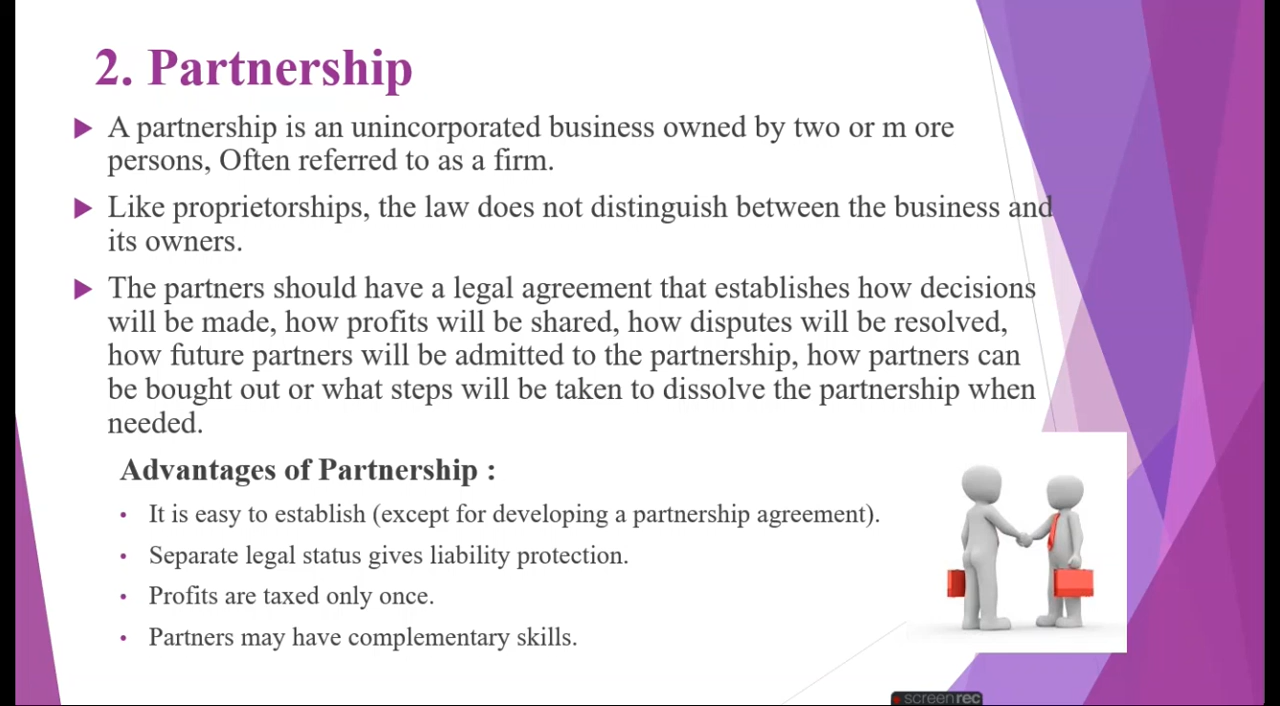 2. Partnership
A partnership is an unincorporated business owned by two or m ore
persons, Often referred to as a firm.
Like proprietorships, the law does not distinguish between the business and
its owners.
The partners should have a legal agreement that establishes how decisions
will be made, how profits will be shared, how disputes will be resolved,
how future partners will be admitted to the partnership, how partners can
be bought out or what steps will be taken to dissolve the partnership when
needed.
Advantages of Partnership :
• It is easy to establish (except for developing a partnership agreement).
• Separate legal status gives liability protection.
• Profits are taxed only once.
• Partners may have complementary skills.
screenrec